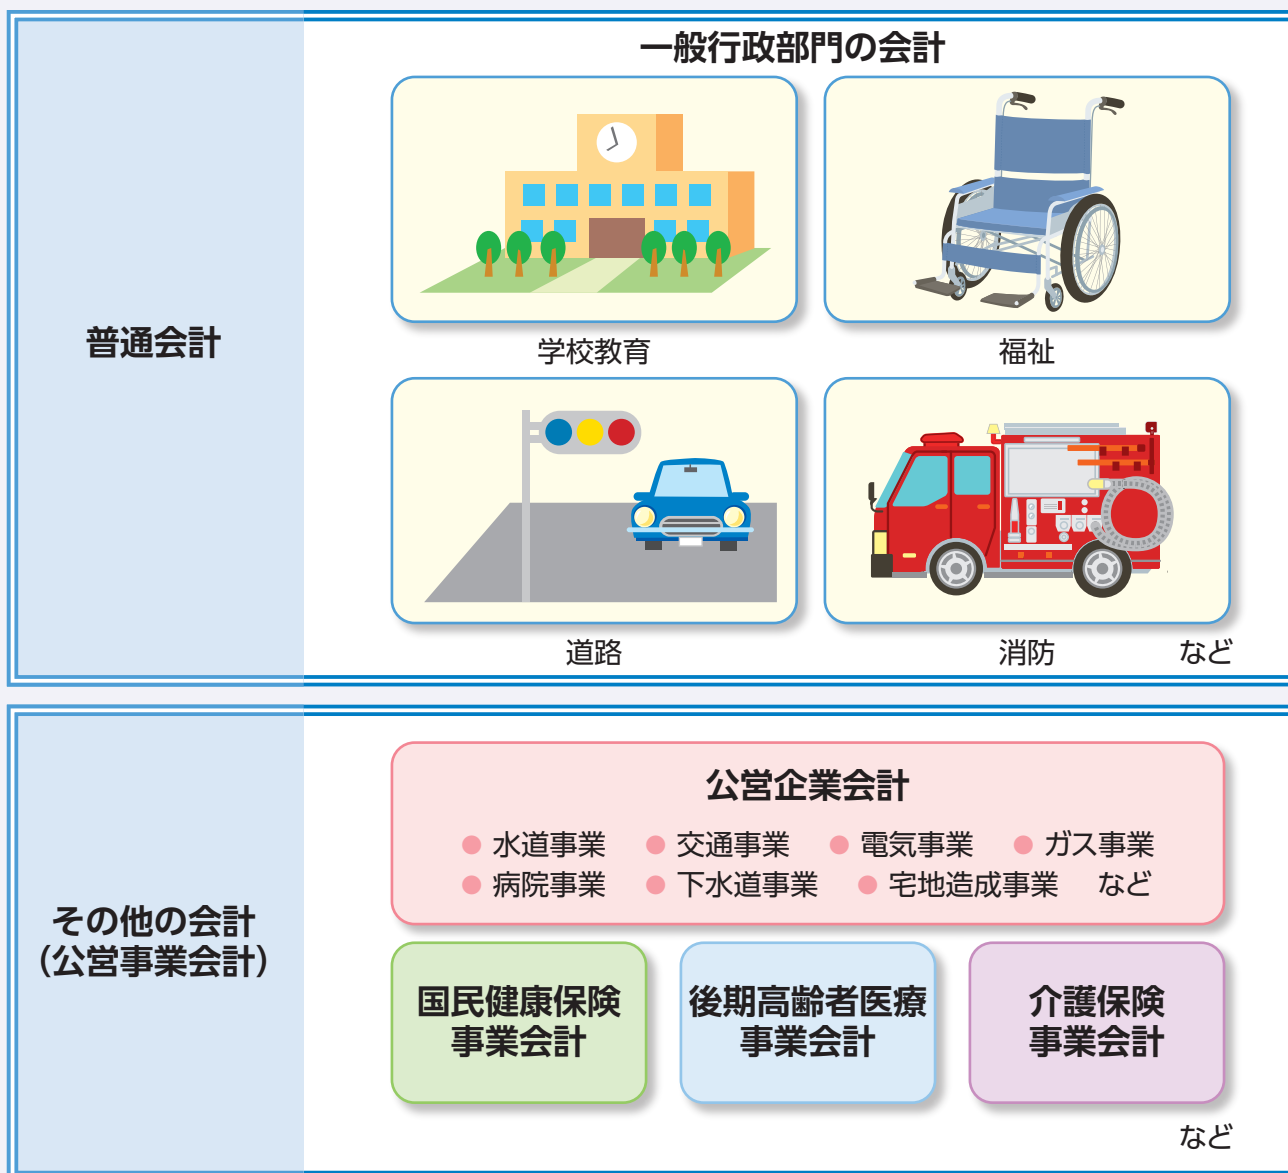 一般行政部門の会計
普通会計
学校教育
福祉
道路
消防
など
その他の会計
（公営事業会計）
公営企業会計
● 水道事業 ● 交通事業 ● 電気事業 ● ガス事業
● 病院事業 ● 下水道事業 ● 宅地造成事業 など
国民健康保険
事業会計
後期高齢者医療
事業会計
介護保険
事業会計
など